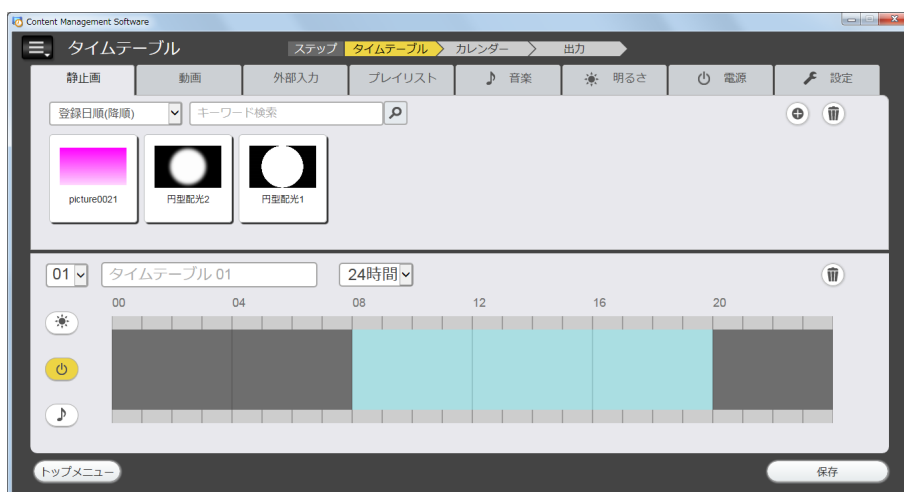 Content Management Software
タイムテーブル
ステップ タイムテーブル カレンダー 出力
静止画 動画 外部入力 プレイリスト 音楽 明るさ 電源 設定
登録日順(降順) キーワード検索
picture0021 円型配光2 円型配光1
01 タイムテーブル 01 24時間
00 04 08 12 16 20
トップメニュー 保存